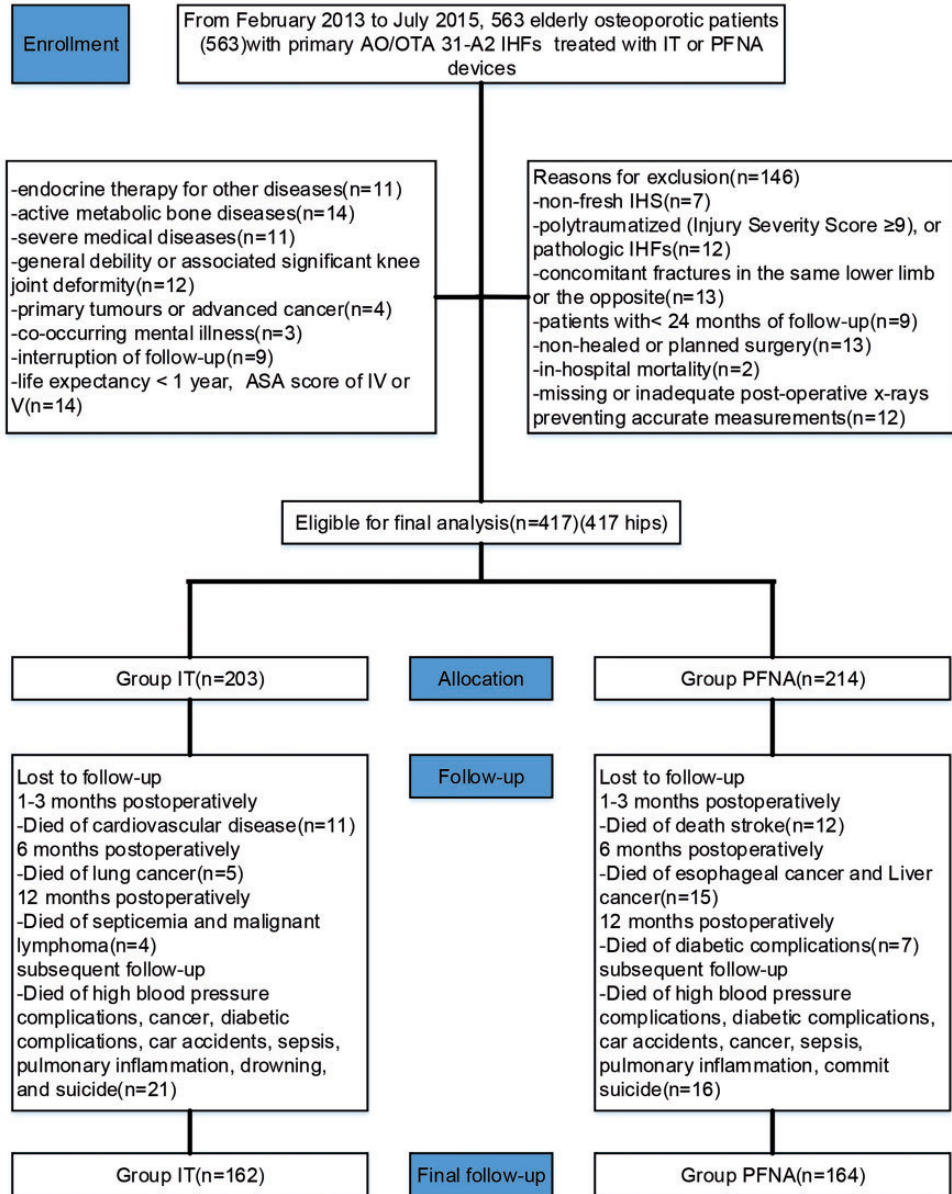 Enrollment
From February 2013 to July 2015, 563 elderly osteoporotic patients
(563)with primary AO/OTA 31-A2 IHFs treated with IT or PFNA
devices
-endocrine therapy for other diseases(n=11)
-active metabolic bone diseases(n=14)
-severe medical diseases(n=11)
-general debility or associated significant knee
joint deformity(n=12)
-primary tumours or advanced cancer(n=4)
-co-occurring mental illness(n=3)
-interruption of follow-up(n=9)
-life expectancy < 1 year, ASA score of IV or
V(n=14)
Reasons for exclusion(n=146)
-non-fresh IHS(n=7)
-polytraumatized (Injury Severity Score ≥9), or
pathologic IHFs(n=12)
-concomitant fractures in the same lower limb
or the opposite(n=13)
-patients with< 24 months of follow-up(n=9)
-non-healed or planned surgery(n=13)
-in-hospital mortality(n=2)
-missing or inadequate post-operative x-rays
preventing accurate measurements(n=12)
Eligible for final analysis(n=417)(417 hips)
Group IT(n=203)
Allocation
Group PFNA(n=214)
Lost to follow-up
1-3 months postoperatively
-Died of cardiovascular disease(n=11)
6 months postoperatively
-Died of lung cancer(n=5)
12 months postoperatively
-Died of septicemia and malignant
lymphoma(n=4)
subsequent follow-up
-Died of high blood pressure
complications, cancer, diabetic
complications, car accidents, sepsis,
pulmonary inflammation, drowning,
and suicide(n=21)
Follow-up
Lost to follow-up
1-3 months postoperatively
-Died of death stroke(n=12)
6 months postoperatively
-Died of esophageal cancer and Liver
cancer(n=15)
12 months postoperatively
-Died of diabetic complications(n=7)
subsequent follow-up
-Died of high blood pressure
complications, diabetic complications,
car accidents, cancer, sepsis,
pulmonary inflammation, commit
suicide(n=16)
Group IT(n=162)
Final follow-up
Group PFNA(n=164)